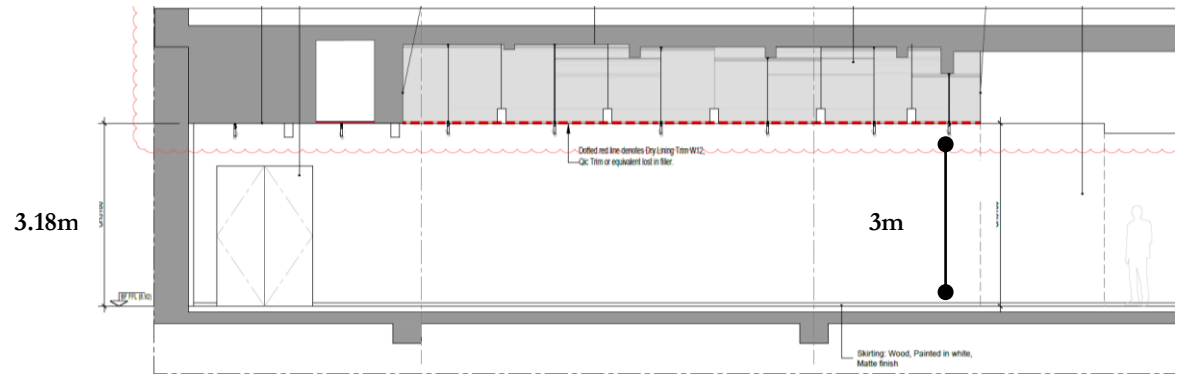 Dotted red line denotes Dry Lining Trim W12,
Qic Trim or equivalent lost in filler.
3.18m
3m
Skirting: Wood, Painted in white,
Matte finish